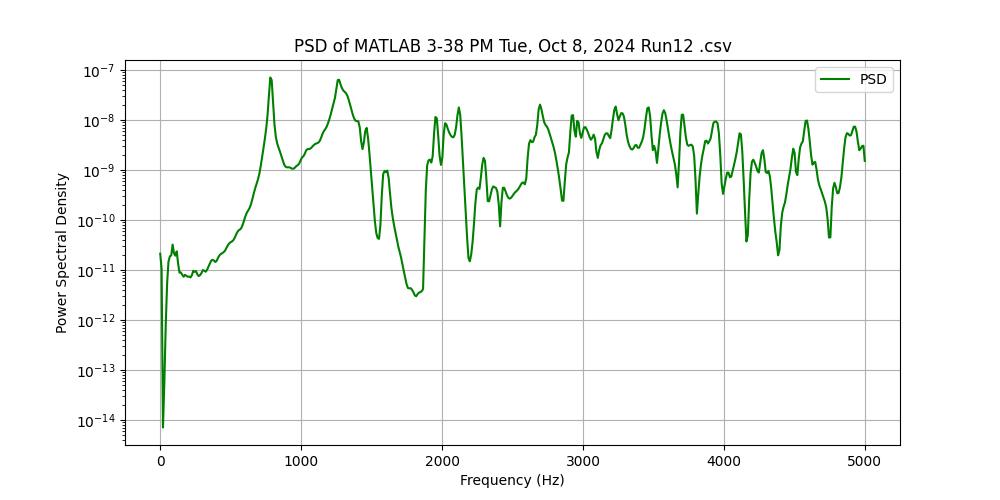 PSD of MATLAB 3-38 PM Tue, Oct 8, 2024 Run12 .csv
PSD
Power Spectral Density
10⁻⁷
10⁻⁸
10⁻⁹
10⁻¹⁰
10⁻¹¹
10⁻¹²
10⁻¹³
10⁻¹⁴
0 1000 2000 3000 4000 5000
Frequency (Hz)